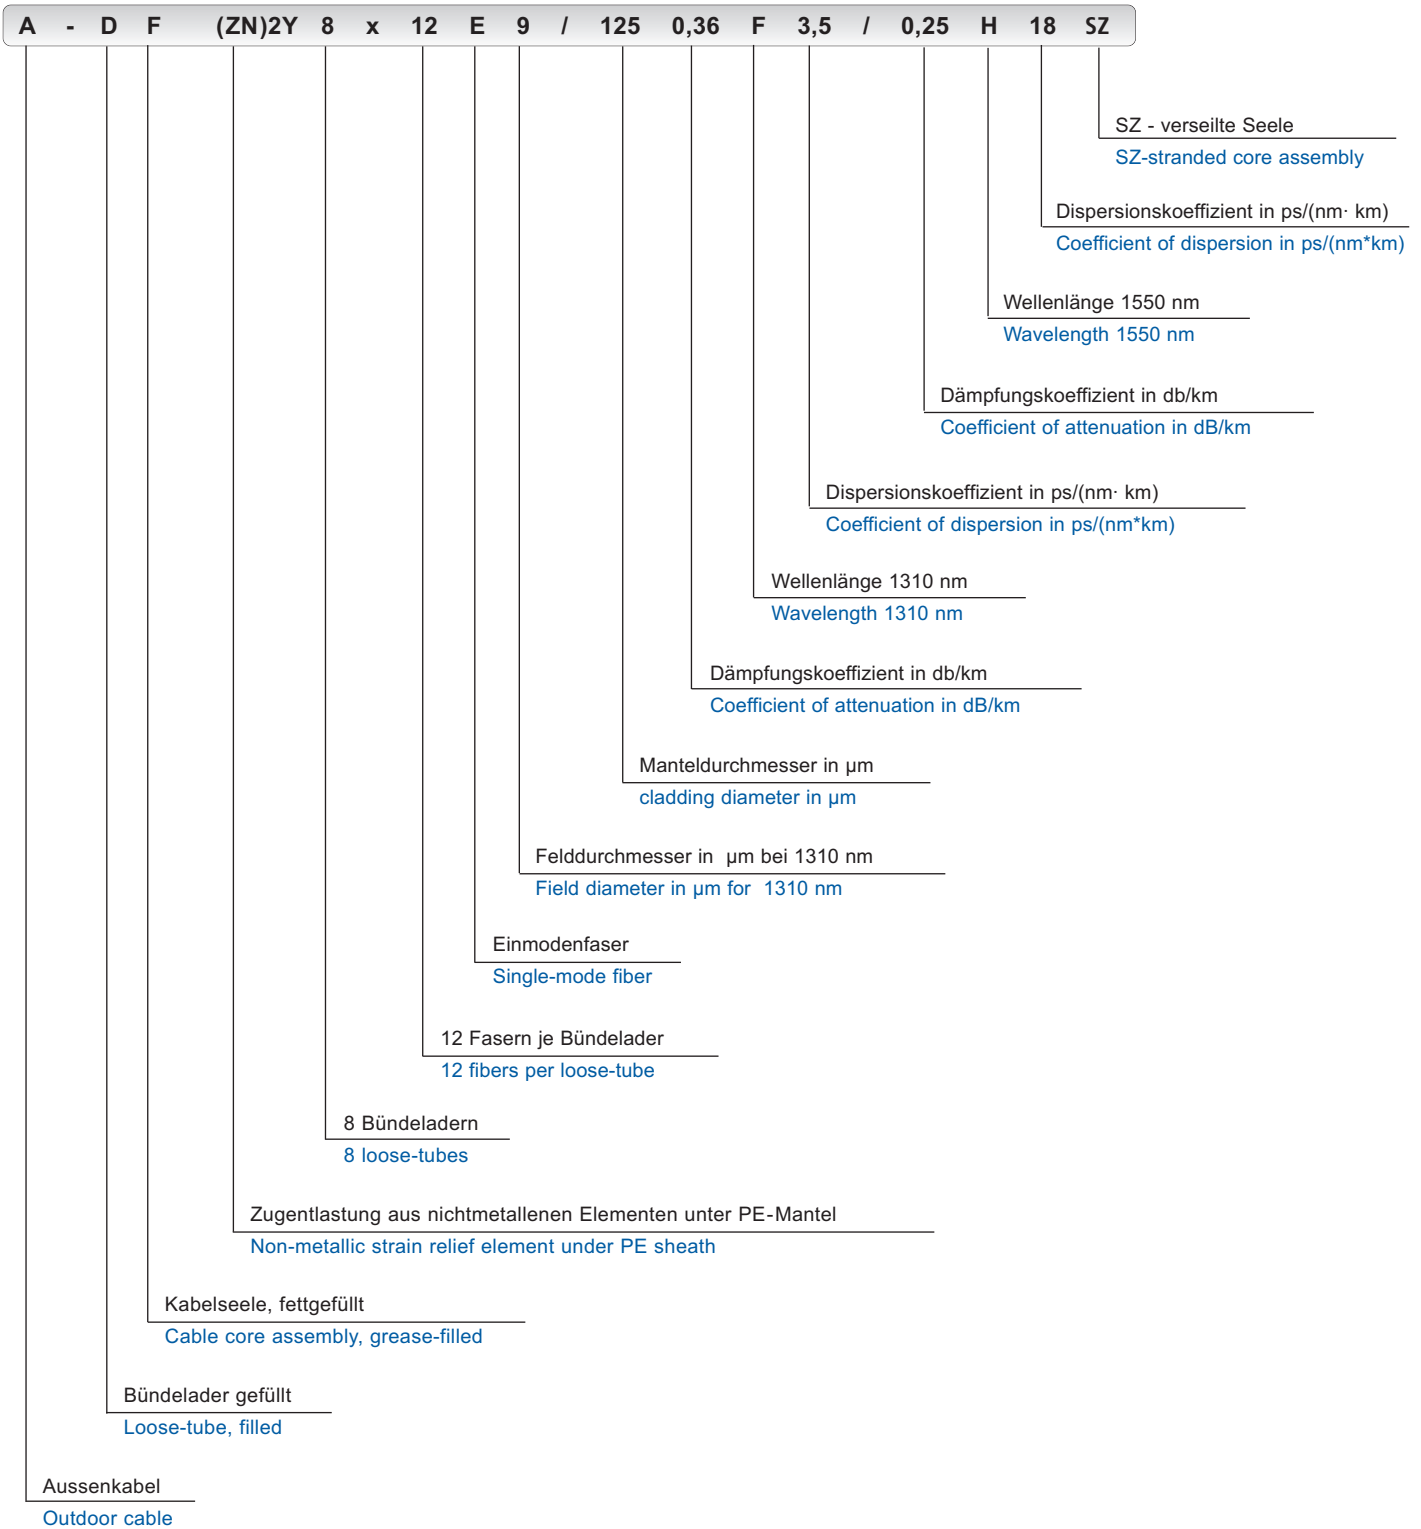 A - D F (ZN)2Y 8 x 12 E 9 / 125 0,36 F 3,5 / 0,25 H 18 SZ
SZ - verseilte Seele
SZ-stranded core assembly
Dispersionskoeffizient in ps/(nm· km)
Coefficient of dispersion in ps/(nm*km)
Wellenlänge 1550 nm
Wavelength 1550 nm
Dämpfungskoeffizient in db/km
Coefficient of attenuation in dB/km
Dispersionskoeffizient in ps/(nm· km)
Coefficient of dispersion in ps/(nm*km)
Wellenlänge 1310 nm
Wavelength 1310 nm
Dämpfungskoeffizient in db/km
Coefficient of attenuation in dB/km
Manteldurchmesser in µm
cladding diameter in µm
Felddurchmesser in µm bei 1310 nm
Field diameter in µm for 1310 nm
Einmodenfaser
Single-mode fiber
12 Fasern je Bündelader
12 fibers per loose-tube
8 Bündeladern
8 loose-tubes
Zugentlastung aus nichtmetallenen Elementen unter PE-Mantel
Non-metallic strain relief element under PE sheath
Kabelseele, fettgefüllt
Cable core assembly, grease-filled
Bündelader gefüllt
Loose-tube, filled
Aussenkabel
Outdoor cable